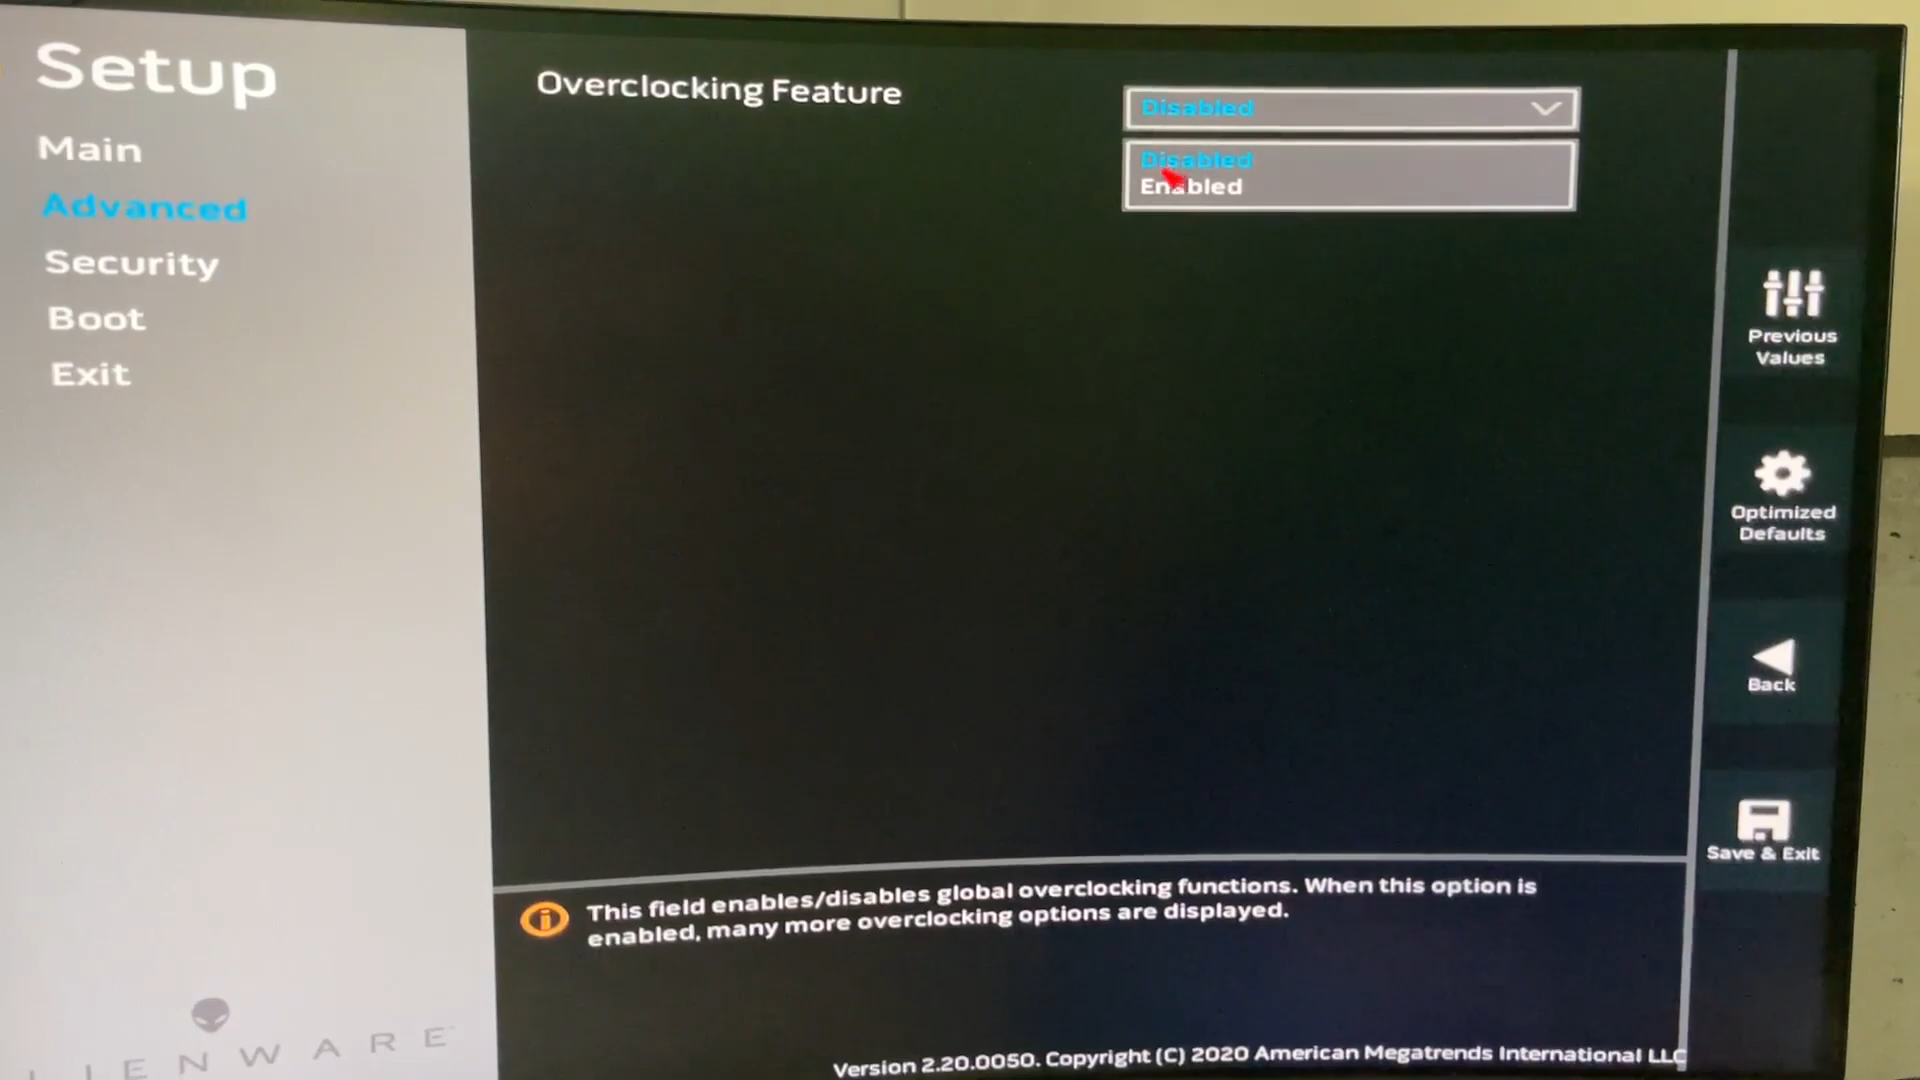 Setup
Main
Advanced
Security
Boot
Exit
Overclocking Feature
Disabled
Disabled
Enabled
Previous
Values
Optimized
Defaults
Back
Save & Exit
This field enables/disables global overclocking functions. When this option is
enabled, many more overclocking options are displayed.
LIENWARE
Version 2.20.0050. Copyright (C) 2020 American Megatrends International LLC